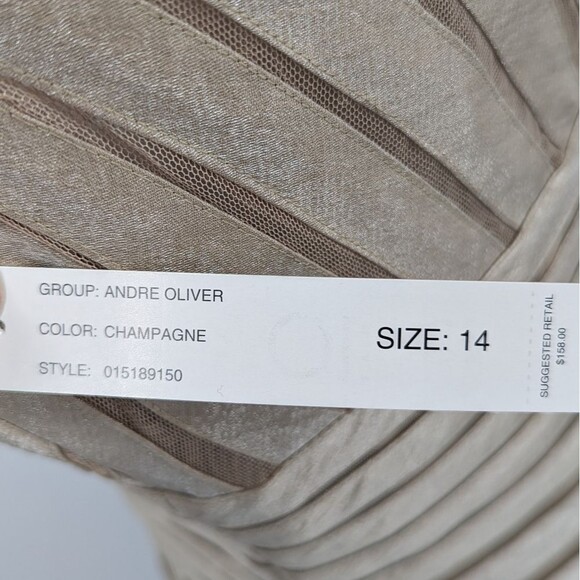 GROUP: ANDRE OLIVER
COLOR: CHAMPAGNE
STYLE: 015189150
SIZE: 14
SUGGESTED RETAIL
$158.00